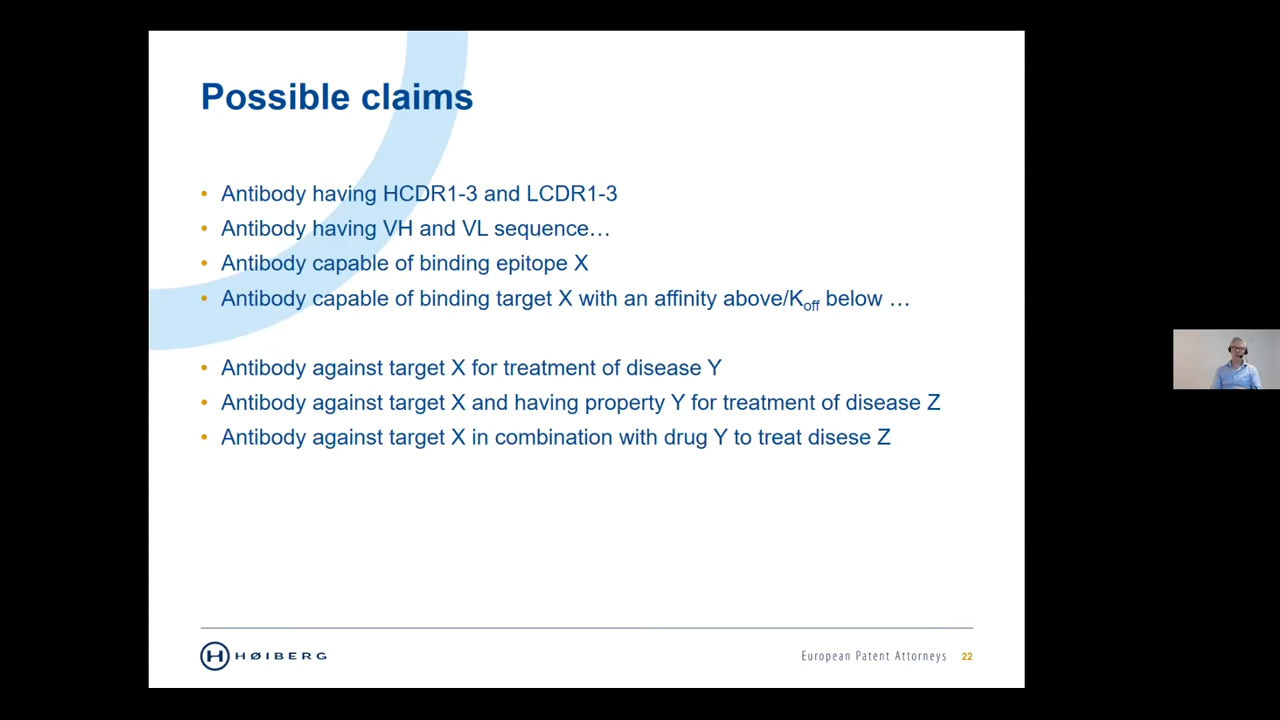 Possible claims
• Antibody having HCDR1-3 and LCDR1-3
• Antibody having VH and VL sequence…
• Antibody capable of binding epitope X
• Antibody capable of binding target X with an affinity above/Koff below …
• Antibody against target X for treatment of disease Y
• Antibody against target X and having property Y for treatment of disease Z
• Antibody against target X in combination with drug Y to treat disese Z
H HØIBERG
European Patent Attorneys 22